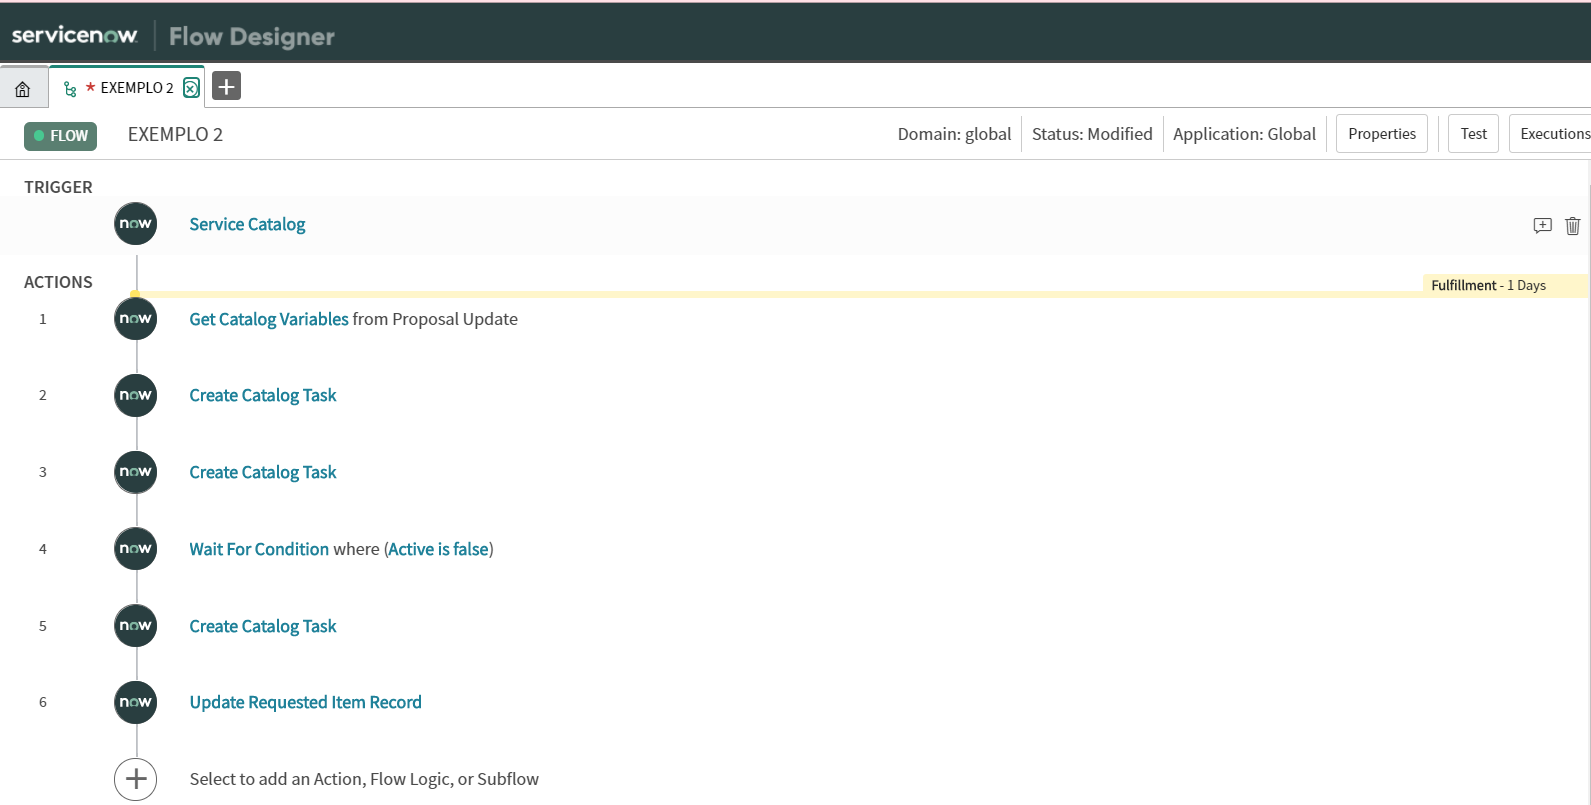 servicenow. Flow Designer
* EXEMPLO 2
FLOW EXEMPLO 2 Domain: global Status: Modified Application: Global Properties Test Executions
TRIGGER
now Service Catalog
ACTIONS
Fulfillment - 1 Days
1 now Get Catalog Variables from Proposal Update
2 now Create Catalog Task
3 now Create Catalog Task
4 now Wait For Condition where (Active is false)
5 now Create Catalog Task
6 now Update Requested Item Record
Select to add an Action, Flow Logic, or Subflow